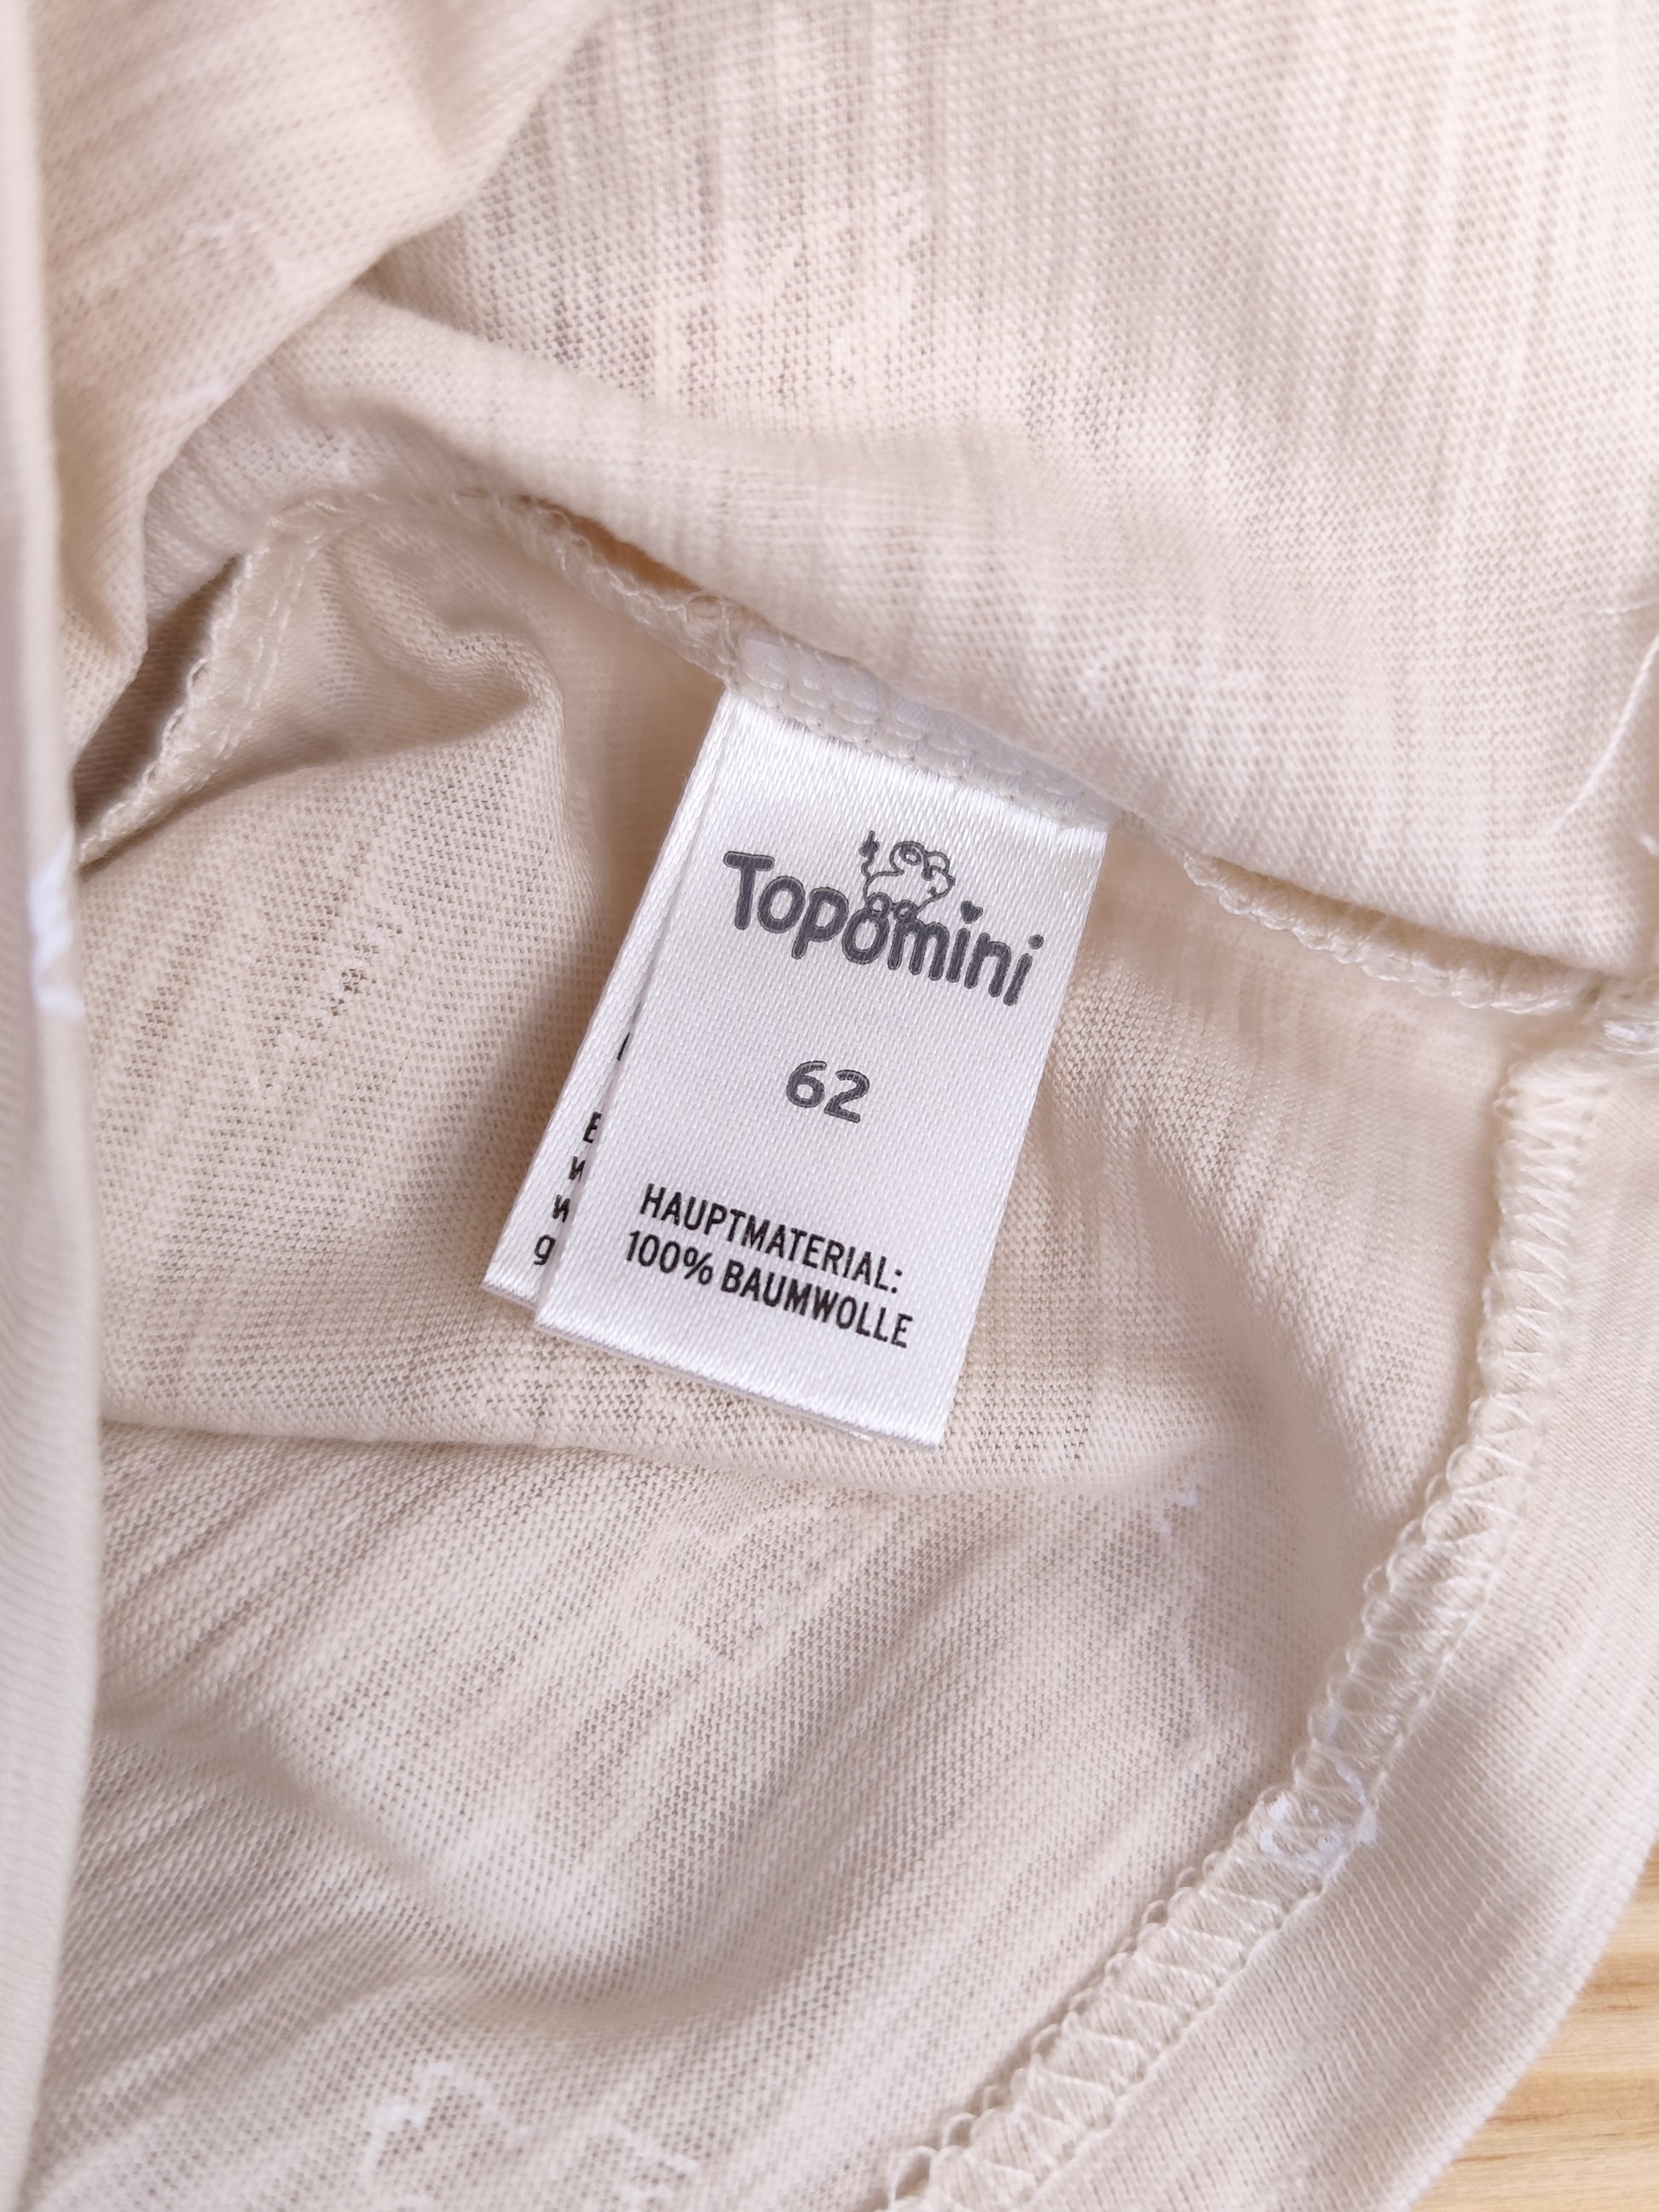 Topomini
62
HAUPTMATERIAL:
100% BAUMWOLLE